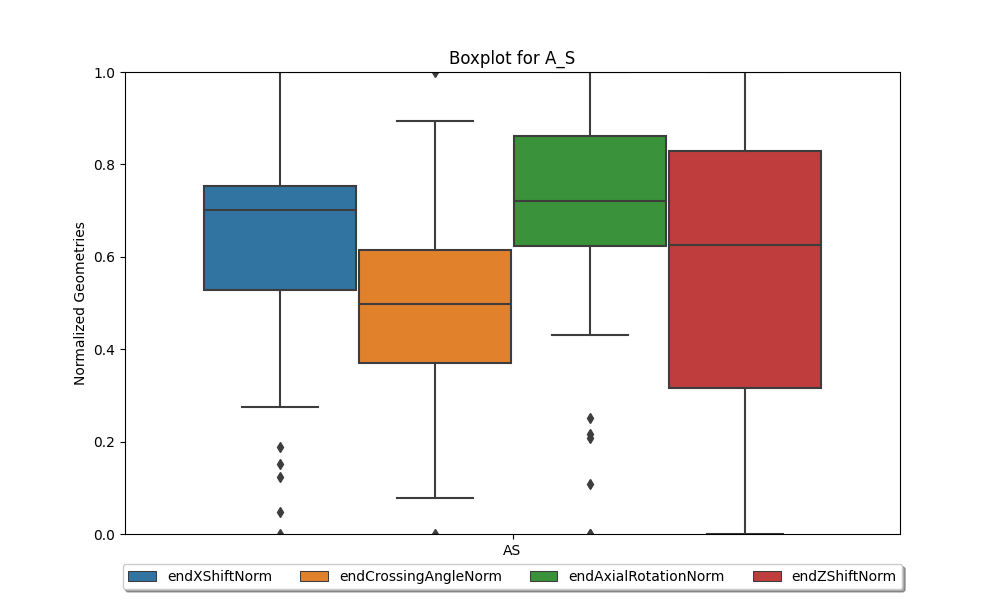 Boxplot for A_S
1.0
0.8
0.6
0.4
0.2
0.0
Normalized Geometries
AS
endXShiftNorm endCrossingAngleNorm endAxialRotationNorm endZShiftNorm